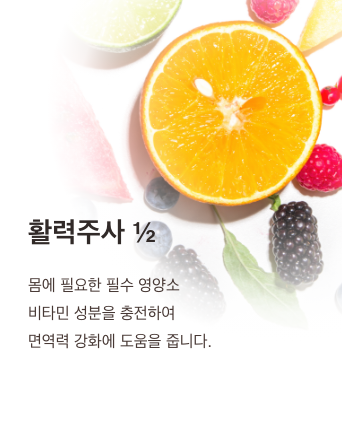 활력주사 ½
몸에 필요한 필수 영양소
비타민 성분을 충전하여
면역력 강화에 도움을 줍니다.